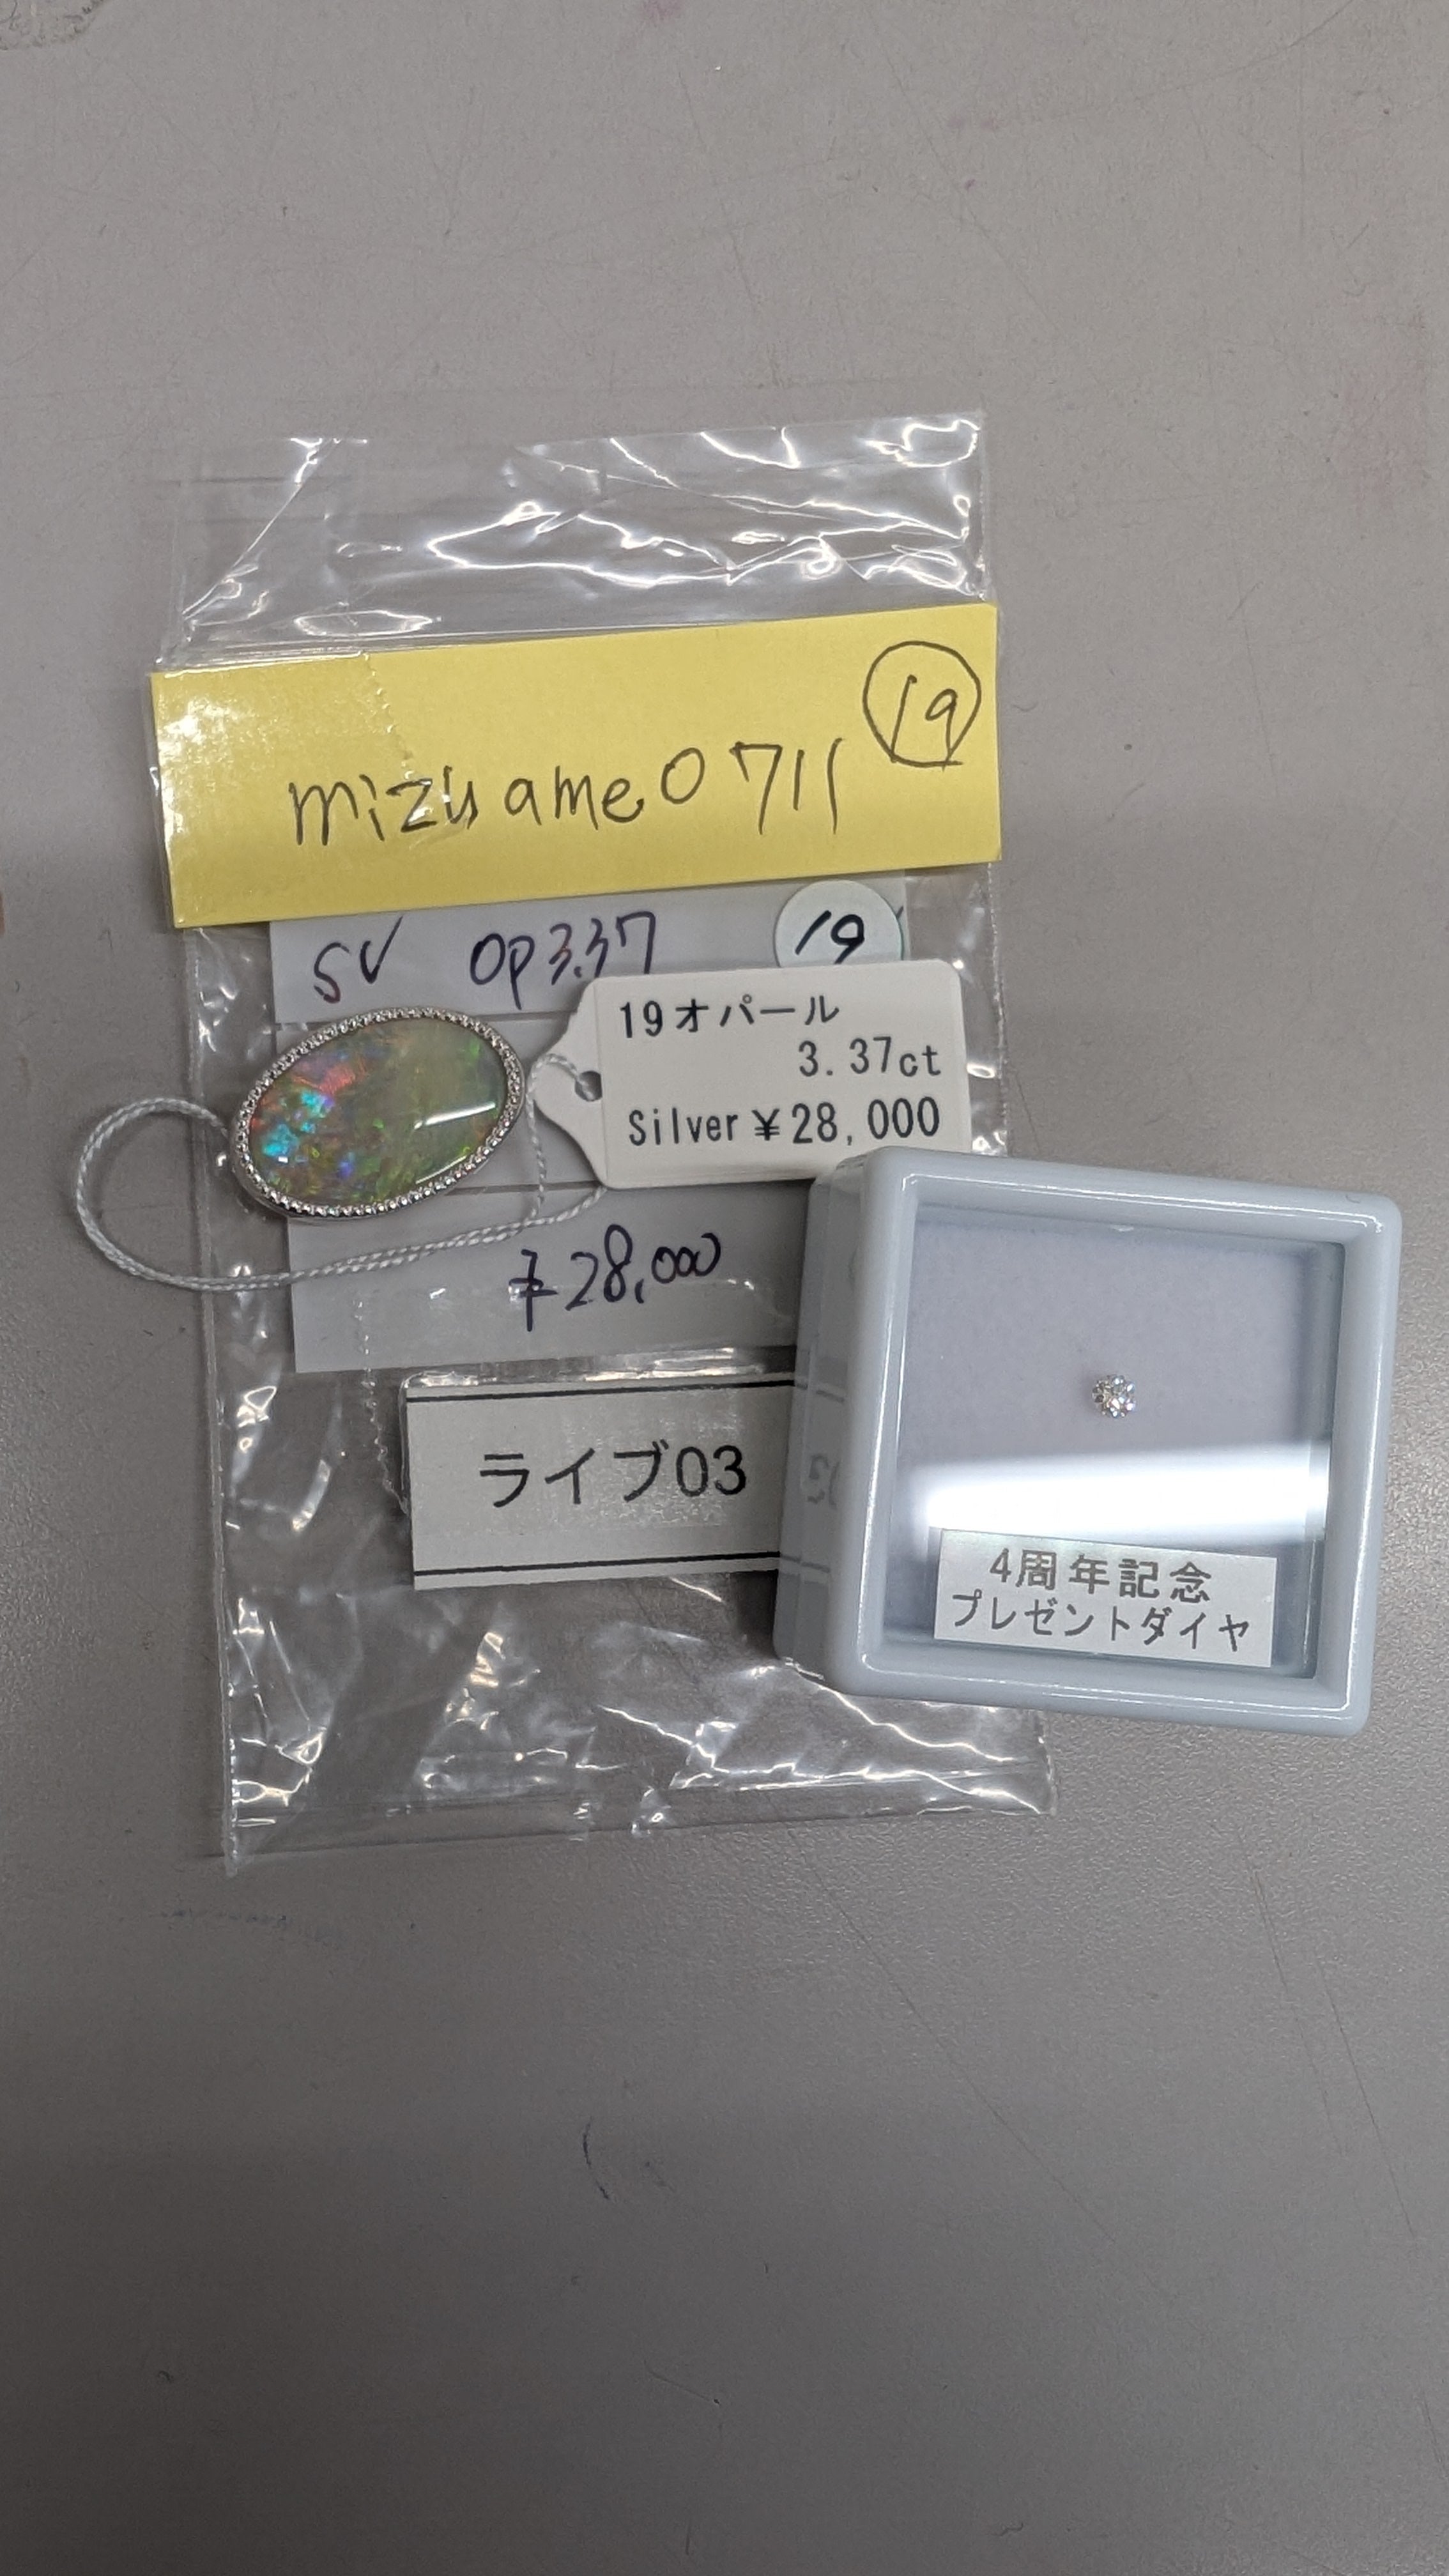 19
mizuame0711
SV OP3.37
19
19オパール
3.37ct
Silver ¥28,000
¥28,000
ライブ03
4周年記念
プレゼントダイヤ